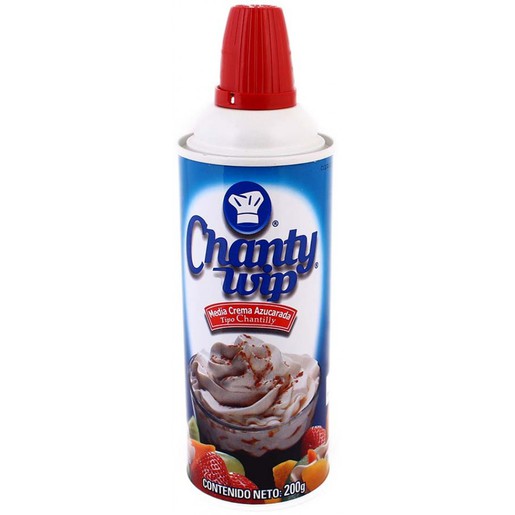 Chanty
wip
Media Crema Azucarada
Tipo Chantilly
CONTENIDO NETO: 200g